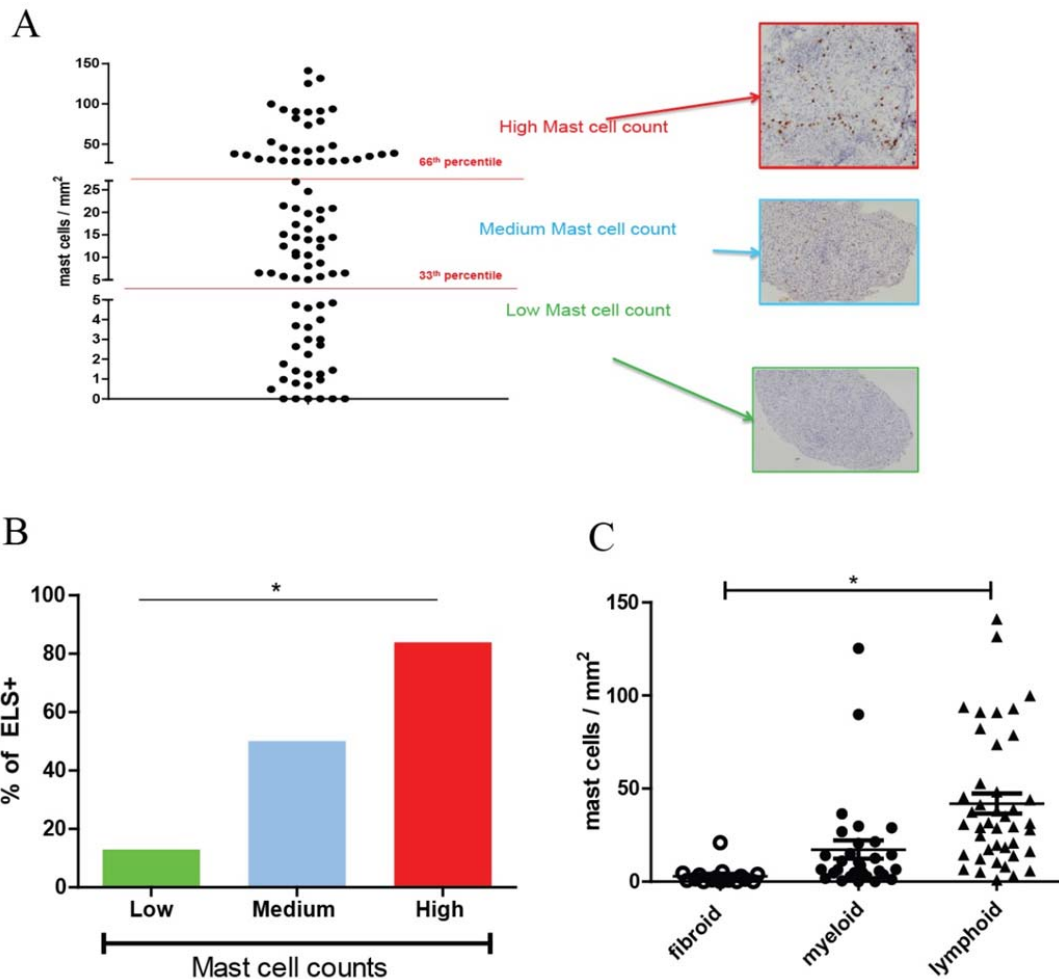 A
150
100
50
25
20
15
10
5
5
4
3
2
1
0
mast cells / mm²
66th percentile
33th percentile
High Mast cell count
Medium Mast cell count
Low Mast cell count
B
100
80
60
40
20
0
% of ELS+
*
Low Medium High
Mast cell counts
C
150
100
50
0
mast cells / mm²
*
fibroid myeloid lymphoid